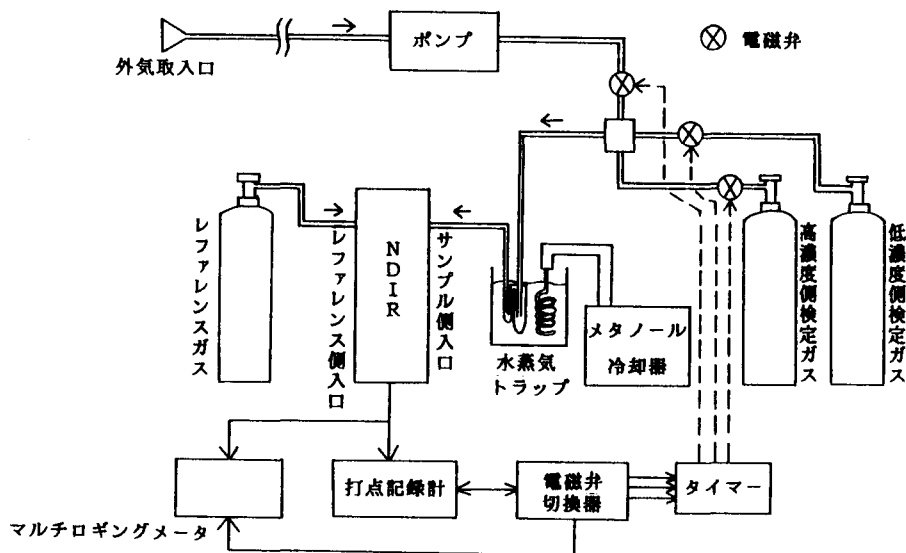 ポンプ
電磁弁
外気取入口
レファレンスガス
レファレンス側入口
NDIR
サンプル側入口
水蒸気
トラップ
メタノール
冷却器
高濃度側検定ガス
低濃度側検定ガス
打点記録計
電磁弁
切換器
タイマー
マルチロギングメータ